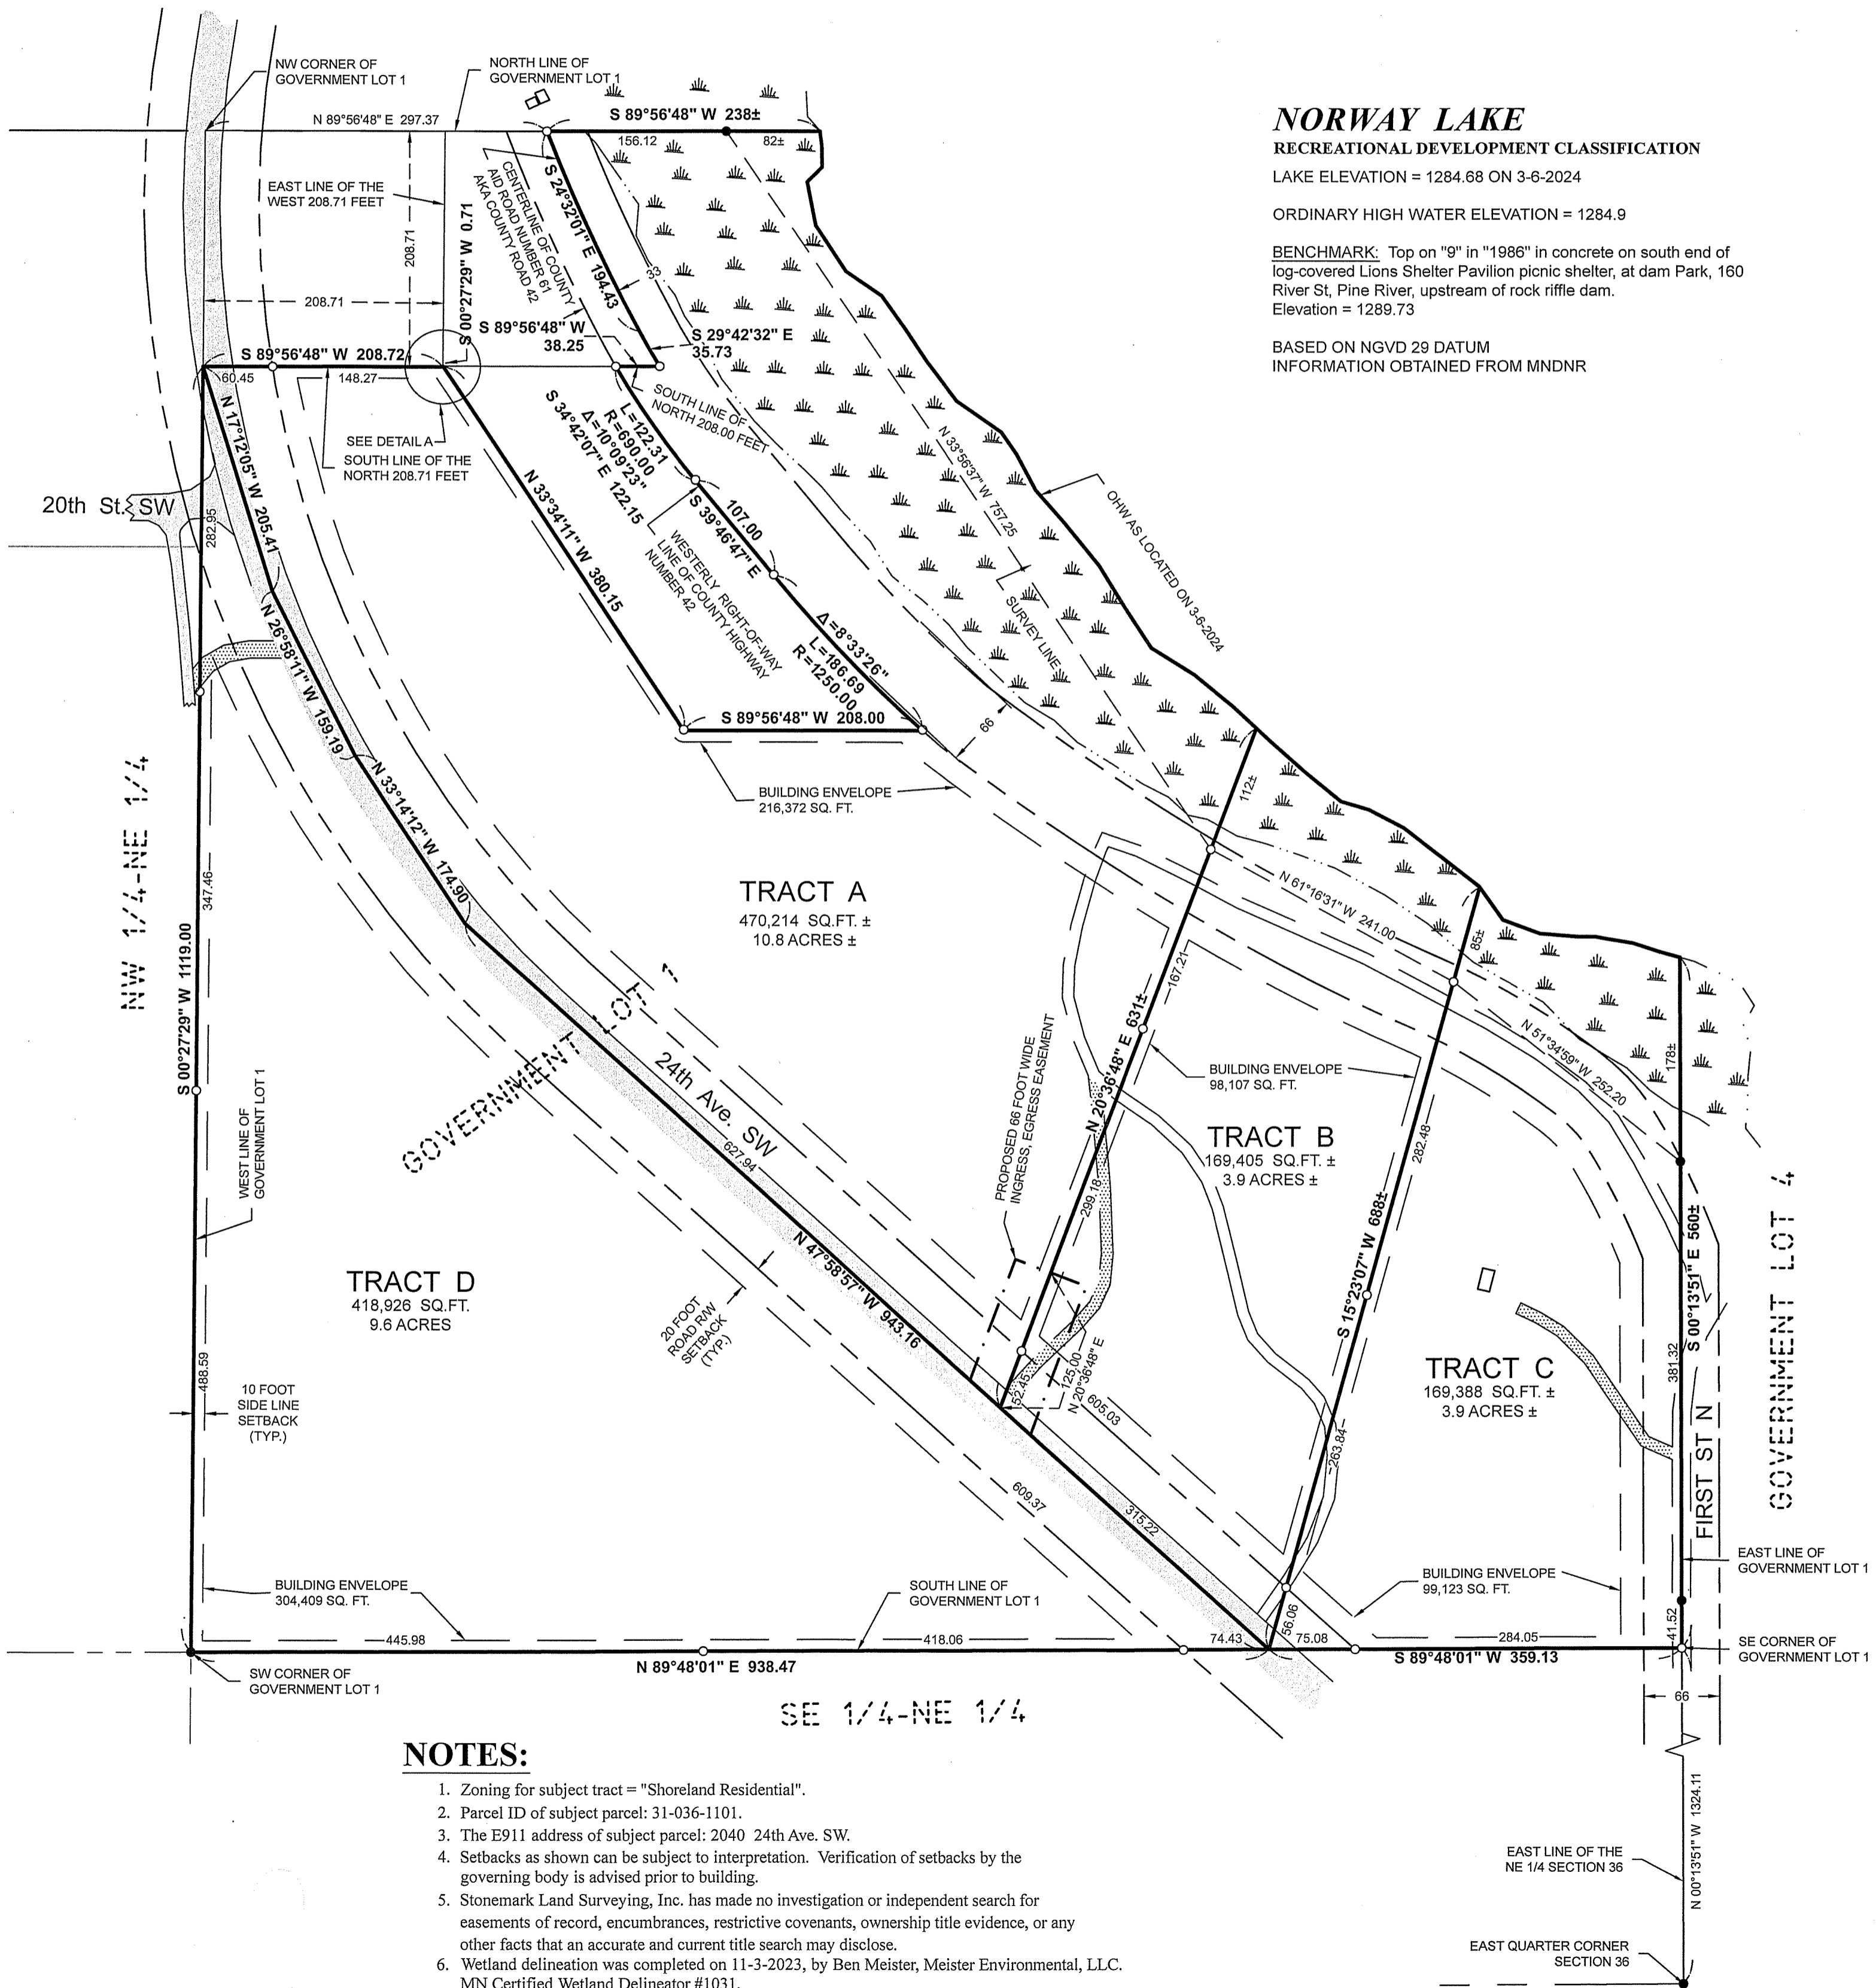 NW CORNER OF
GOVERNMENT LOT 1
NORTH LINE OF
GOVERNMENT LOT 1
N 89°56'48" E 297.37
S 89°56'48" W 238±
156.12
82±
EAST LINE OF THE
WEST 208.71 FEET
208.71
208.71
S 00°27'29" W 0.71
CENTERLINE OF COUNTY
AID ROAD NUMBER 61
AKA COUNTY ROAD 42
S 24°32'01" E 194.43
33
S 89°56'48" W
38.25
S 29°42'32" E
35.73
S 89°56'48" W 208.72
60.45
148.27
SEE DETAIL A
SOUTH LINE OF THE
NORTH 208.71 FEET
SOUTH LINE OF
NORTH 208.00 FEET
L=122.31
R=690.00
Δ=10°09'23"
S 34°42'07" E 122.15
107.00
S 39°46'47" E
WESTERLY RIGHT-OF-WAY
LINE OF COUNTY HIGHWAY
NUMBER 42
Δ=8°33'26"
L=186.69
R=1250.00
N 33°34'11" W 380.15
S 89°56'48" W 208.00
N 33°56'37" W 757.25
SURVEY LINE
OHW AS LOCATED ON 3-6-2024
66
NORWAY LAKE
RECREATIONAL DEVELOPMENT CLASSIFICATION
LAKE ELEVATION = 1284.68 ON 3-6-2024
ORDINARY HIGH WATER ELEVATION = 1284.9
BENCHMARK: Top on "9" in "1986" in concrete on south end of
log-covered Lions Shelter Pavilion picnic shelter, at dam Park, 160
River St, Pine River, upstream of rock riffle dam.
Elevation = 1289.73
BASED ON NGVD 29 DATUM
INFORMATION OBTAINED FROM MNDNR
20th St. SW
282.95
N 17°12'05" W 205.41
N 26°58'11" W 159.19
N 33°14'12" W 174.90
NW 1/4-NE 1/4
347.46
S 00°27'29" W 1119.00
WEST LINE OF
GOVERNMENT LOT 1
488.59
BUILDING ENVELOPE
216,372 SQ. FT.
TRACT A
470,214 SQ.FT. ±
10.8 ACRES ±
GOVERNMENT LOT 1
24th Ave. SW
627.94
N 47°58'57" W 943.16
20 FOOT
ROAD R/W
SETBACK
(TYP.)
TRACT D
418,926 SQ.FT.
9.6 ACRES
10 FOOT
SIDE LINE
SETBACK
(TYP.)
112±
N 61°16'31" W 241.00
85±
N 51°34'59" W 252.20
178±
167.21
N 20°36'48" E 631±
PROPOSED 66 FOOT WIDE
INGRESS, EGRESS EASEMENT
299.18
BUILDING ENVELOPE
98,107 SQ. FT.
TRACT B
169,405 SQ.FT. ±
3.9 ACRES ±
282.48
S 15°23'07" W 688±
263.84
TRACT C
169,388 SQ.FT. ±
3.9 ACRES ±
S 00°13'51" E 560±
381.32
FIRST ST N
GOVERNMENT LOT 4
52.45
125.00
N 20°36'48" E
605.03
609.37
315.22
56.06
BUILDING ENVELOPE
304,409 SQ. FT.
SOUTH LINE OF
GOVERNMENT LOT 1
BUILDING ENVELOPE
99,123 SQ. FT.
EAST LINE OF
GOVERNMENT LOT 1
41.52
445.98
418.06
74.43
75.08
284.05
N 89°48'01" E 938.47
S 89°48'01" W 359.13
SW CORNER OF
GOVERNMENT LOT 1
SE CORNER OF
GOVERNMENT LOT 1
66
SE 1/4-NE 1/4
N 00°13'51" W 1324.11
EAST LINE OF THE
NE 1/4 SECTION 36
EAST QUARTER CORNER
SECTION 36
NOTES:
1. Zoning for subject tract = "Shoreland Residential".
2. Parcel ID of subject parcel: 31-036-1101.
3. The E911 address of subject parcel: 2040 24th Ave. SW.
4. Setbacks as shown can be subject to interpretation. Verification of setbacks by the
governing body is advised prior to building.
5. Stonemark Land Surveying, Inc. has made no investigation or independent search for
easements of record, encumbrances, restrictive covenants, ownership title evidence, or any
other facts that an accurate and current title search may disclose.
6. Wetland delineation was completed on 11-3-2023, by Ben Meister, Meister Environmental, LLC.
MN Certified Wetland Delineator #1031.